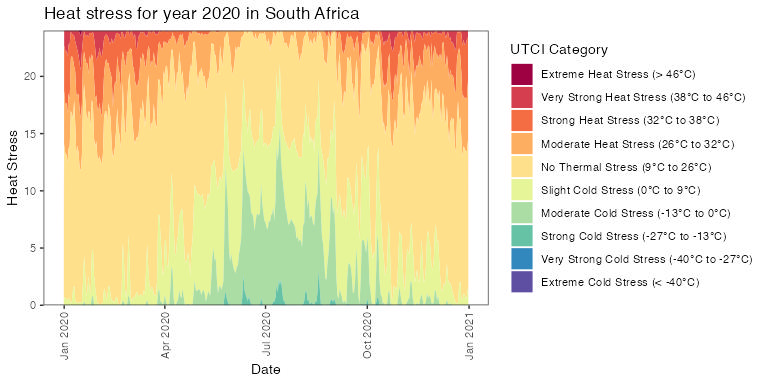 Heat stress for year 2020 in South Africa
Heat Stress
20
15
10
5
0
Jan 2020
Apr 2020
Jul 2020
Oct 2020
Jan 2021
Date
UTCI Category
Extreme Heat Stress (> 46°C)
Very Strong Heat Stress (38°C to 46°C)
Strong Heat Stress (32°C to 38°C)
Moderate Heat Stress (26°C to 32°C)
No Thermal Stress (9°C to 26°C)
Slight Cold Stress (0°C to 9°C)
Moderate Cold Stress (-13°C to 0°C)
Strong Cold Stress (-27°C to -13°C)
Very Strong Cold Stress (-40°C to -27°C)
Extreme Cold Stress (< -40°C)